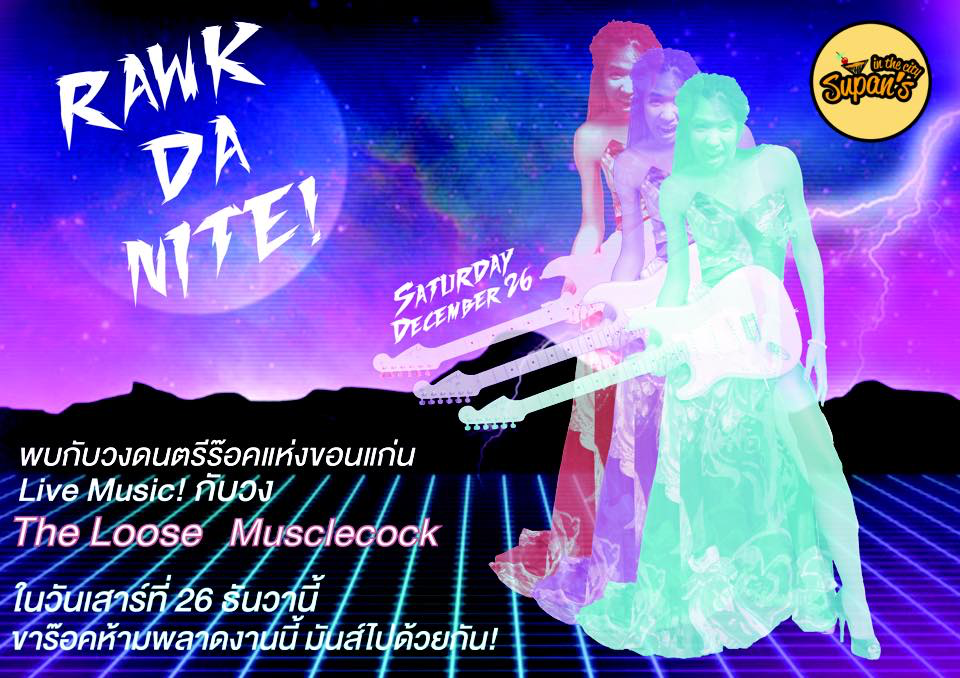 RAWK
DA
NITE!
in the city
Supan's
SATURDAY
DECEMBER 26
พบกับวงดนตรีร๊อคแห่งขอนแก่น
Live Music! กับวง
The Loose Musclecock
ในวันเสาร์ที่ 26 ธันวานี้
ขาร๊อคห้ามพลาดงานนี้ มันส์ไปด้วยกัน!